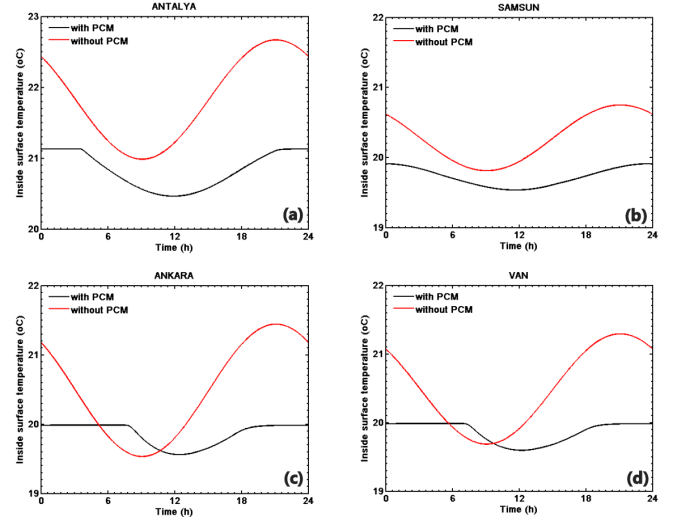 ANTALYA
23
22
21
20
with PCM
without PCM
Inside surface temperature (oC)
0 6 12 18 24
Time (h)
(a)
SAMSUN
22
21
20
19
with PCM
without PCM
Inside surface temperature (oC)
0 6 12 18 24
Time (h)
(b)
ANKARA
22
21
20
19
with PCM
without PCM
Inside surface temperature (oC)
0 6 12 18 24
Time (h)
(c)
VAN
22
21
20
19
with PCM
without PCM
Inside surface temperature (oC)
0 6 12 18 24
Time (h)
(d)